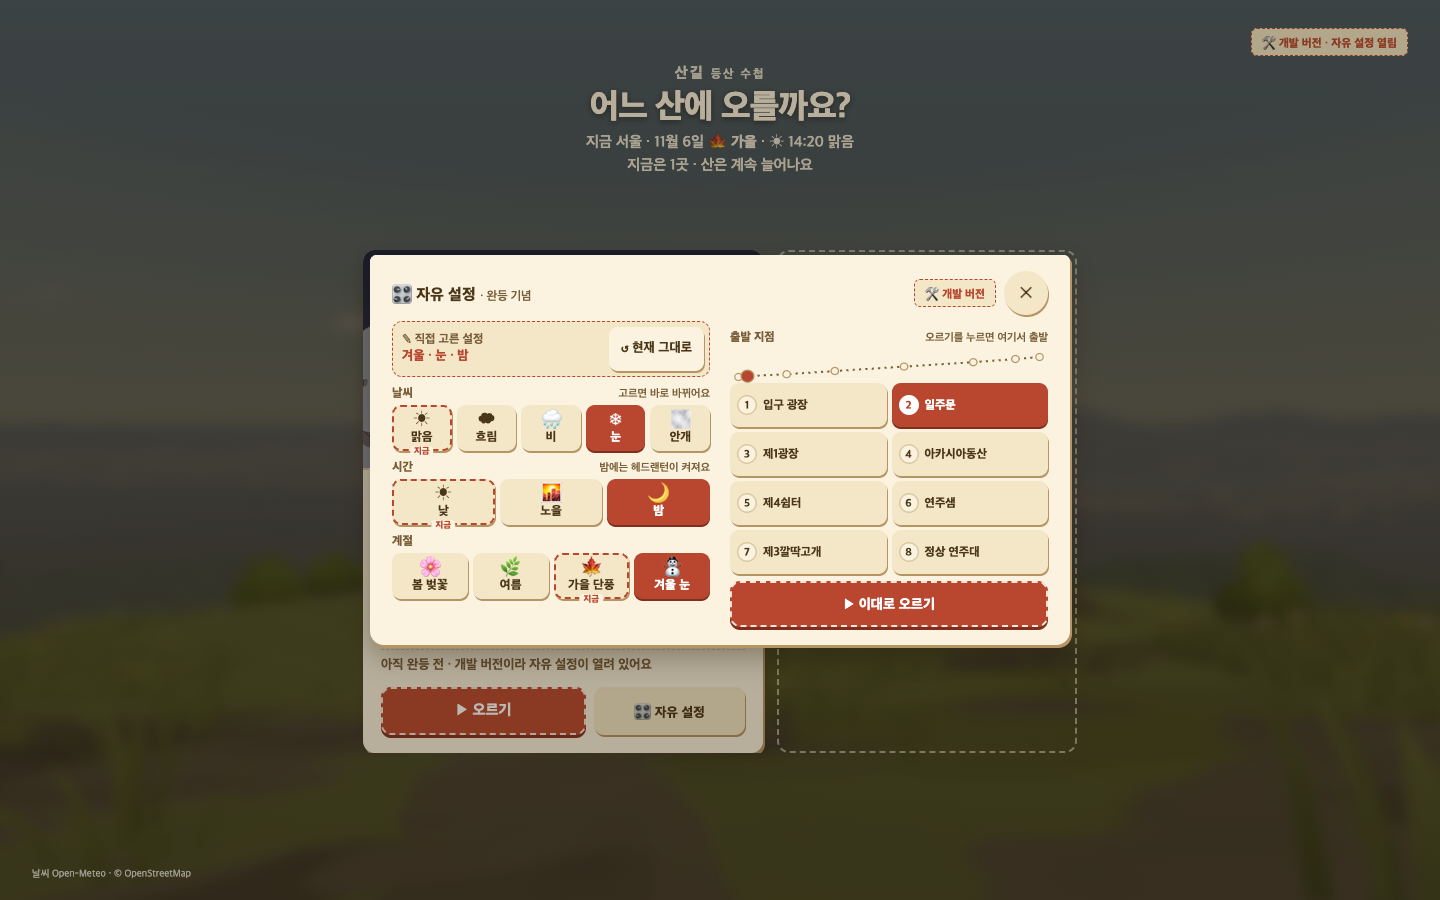 🛠 개발 버전 · 자유 설정 열림
산길 등산 수첩
어느 산에 오를까요?
지금 서울 · 11월 6일 🍁 가을 · ☀ 14:20 맑음
지금은 1곳 · 산은 계속 늘어나요
🎛 자유 설정 · 완등 기념
🛠 개발 버전
✕
✎ 직접 고른 설정
겨울 · 눈 · 밤
↺ 현재 그대로
날씨
고르면 바로 바뀌어요
맑음
지금
흐림
비
눈
안개
시간
밤에는 헤드랜턴이 켜져요
낮
지금
노을
밤
계절
봄 벚꽃
여름
가을 단풍
지금
겨울 눈
출발 지점
오르기를 누르면 여기서 출발
1 입구 광장
2 일주문
3 제1광장
4 아카시아동산
5 제4쉼터
6 연주샘
7 제3깔딱고개
8 정상 연주대
▶ 이대로 오르기
아직 완등 전 · 개발 버전이라 자유 설정이 열려 있어요
▶ 오르기
🎛 자유 설정
날씨 Open-Meteo · © OpenStreetMap